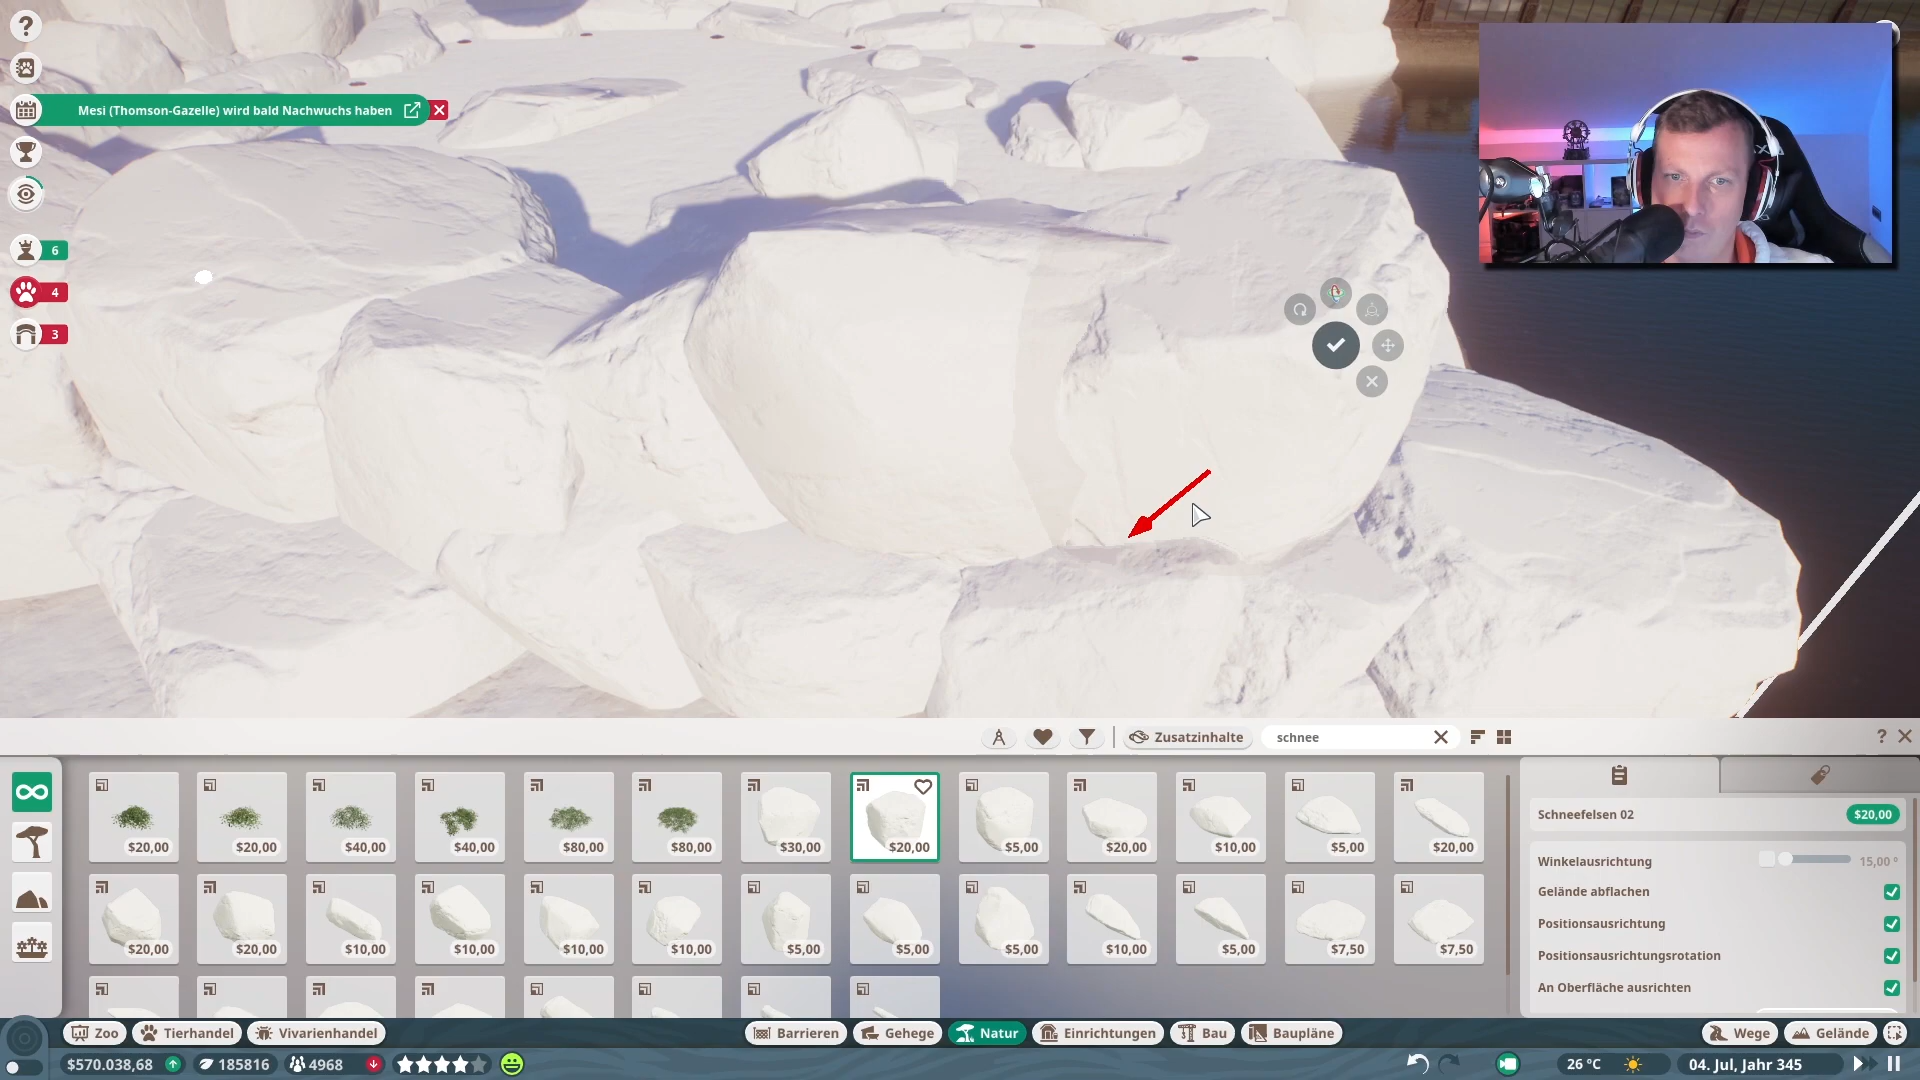 ?
Mesi (Thomson-Gazelle) wird bald Nachwuchs haben
6
4
3
Zusatzinhalte
schnee
?
$20,00 $20,00 $40,00 $40,00 $80,00 $80,00 $30,00 $20,00 $5,00 $20,00 $10,00 $5,00 $20,00
$20,00 $20,00 $10,00 $10,00 $10,00 $10,00 $5,00 $5,00 $5,00 $10,00 $5,00 $7,50 $7,50
Schneefelsen 02 $20,00
Winkelausrichtung 15,00 °
Gelände abflachen
Positionsausrichtung
Positionsausrichtungsrotation
An Oberfläche ausrichten
Zoo Tierhandel Vivarienhandel Barrieren Gehege Natur Einrichtungen Bau Baupläne Wege Gelände
$570.038,68 185816 4968 26 °C 04. Jul, Jahr 345